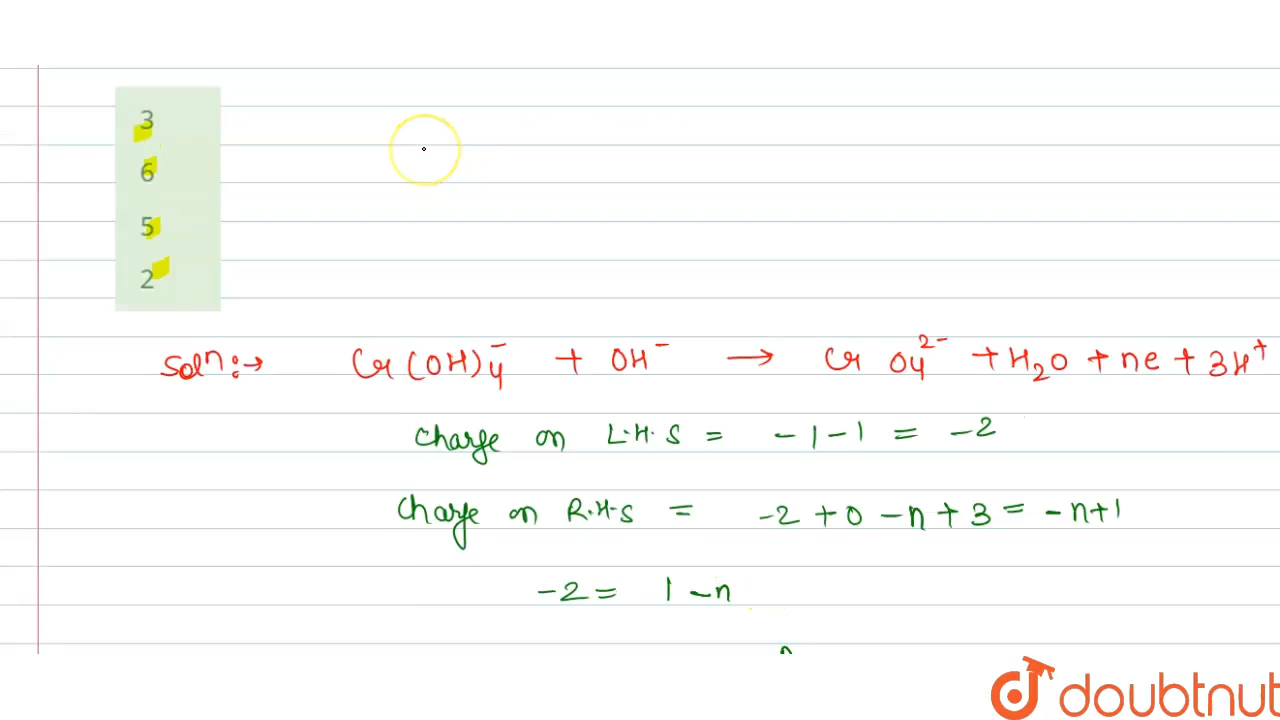 3
6
5
2
Solⁿ :→ Cr(OH)₄⁻ + OH⁻ → CrO₄²⁻ + H₂O + ne + 3H⁺
Charge on L.H.S = -1-1 = -2
Charge on R.H.S = -2+0-n+3 = -n+1
-2 = 1-n
doubtnut